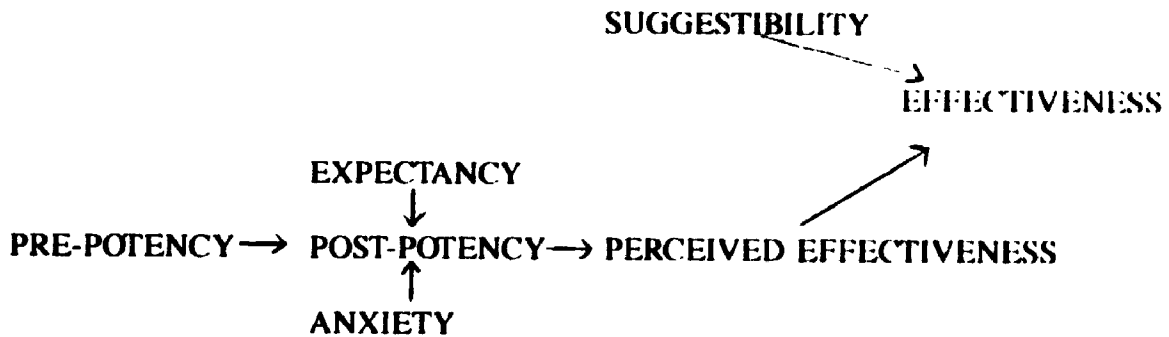 SUGGESTIBILITY
EFFECTIVENESS
EXPECTANCY
PRE-POTENCY POST-POTENCY PERCEIVED EFFECTIVENESS
ANXIETY